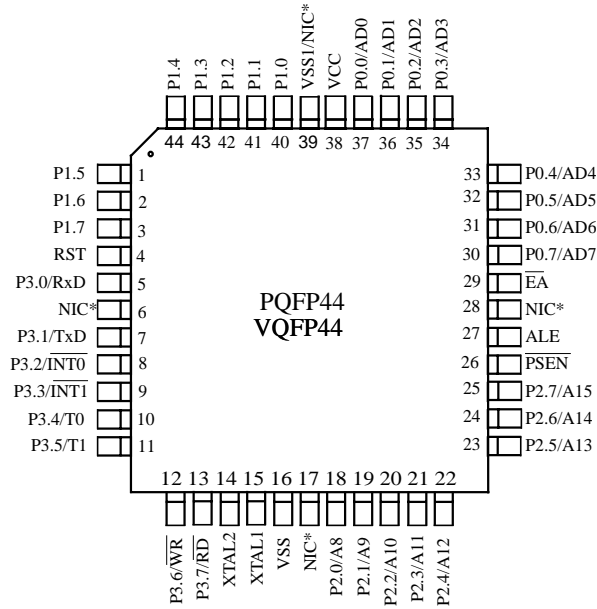 P1.4
P1.3
P1.2
P1.1
P1.0
VSS1/NIC*
VCC
P0.0/AD0
P0.1/AD1
P0.2/AD2
P0.3/AD3
44
43
42
41
40
39
38
37
36
35
34
P1.5 1
P1.6 2
P1.7 3
RST 4
P3.0/RxD 5
NIC* 6
P3.1/TxD 7
P3.2/INT0 8
P3.3/INT1 9
P3.4/T0 10
P3.5/T1 11
PQFP44
VQFP44
33 P0.4/AD4
32 P0.5/AD5
31 P0.6/AD6
30 P0.7/AD7
29 EA
28 NIC*
27 ALE
26 PSEN
25 P2.7/A15
24 P2.6/A14
23 P2.5/A13
12
13
14
15
16
17
18
19
20
21
22
P3.6/WR
P3.7/RD
XTAL2
XTAL1
VSS
NIC*
P2.0/A8
P2.1/A9
P2.2/A10
P2.3/A11
P2.4/A12